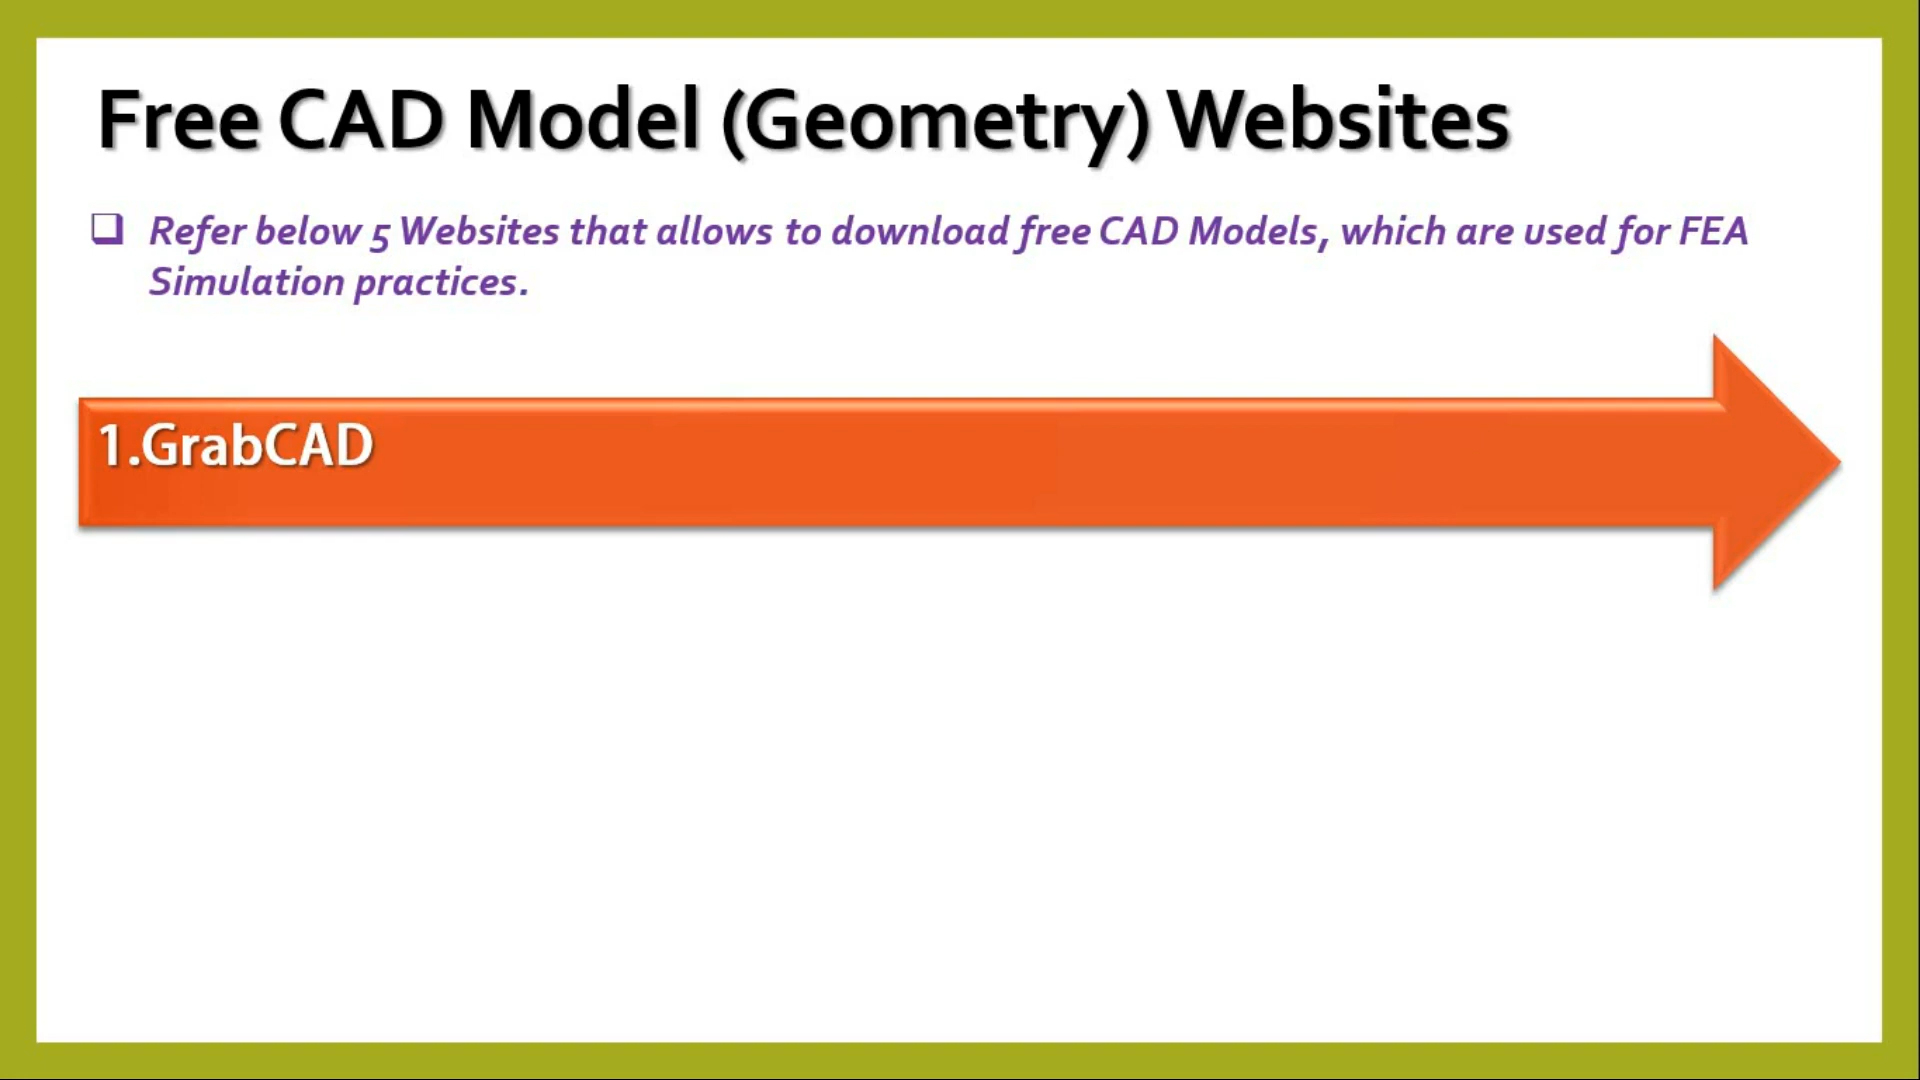 Free CAD Model (Geometry) Websites
Refer below 5 Websites that allows to download free CAD Models, which are used for FEA
Simulation practices.
1.GrabCAD